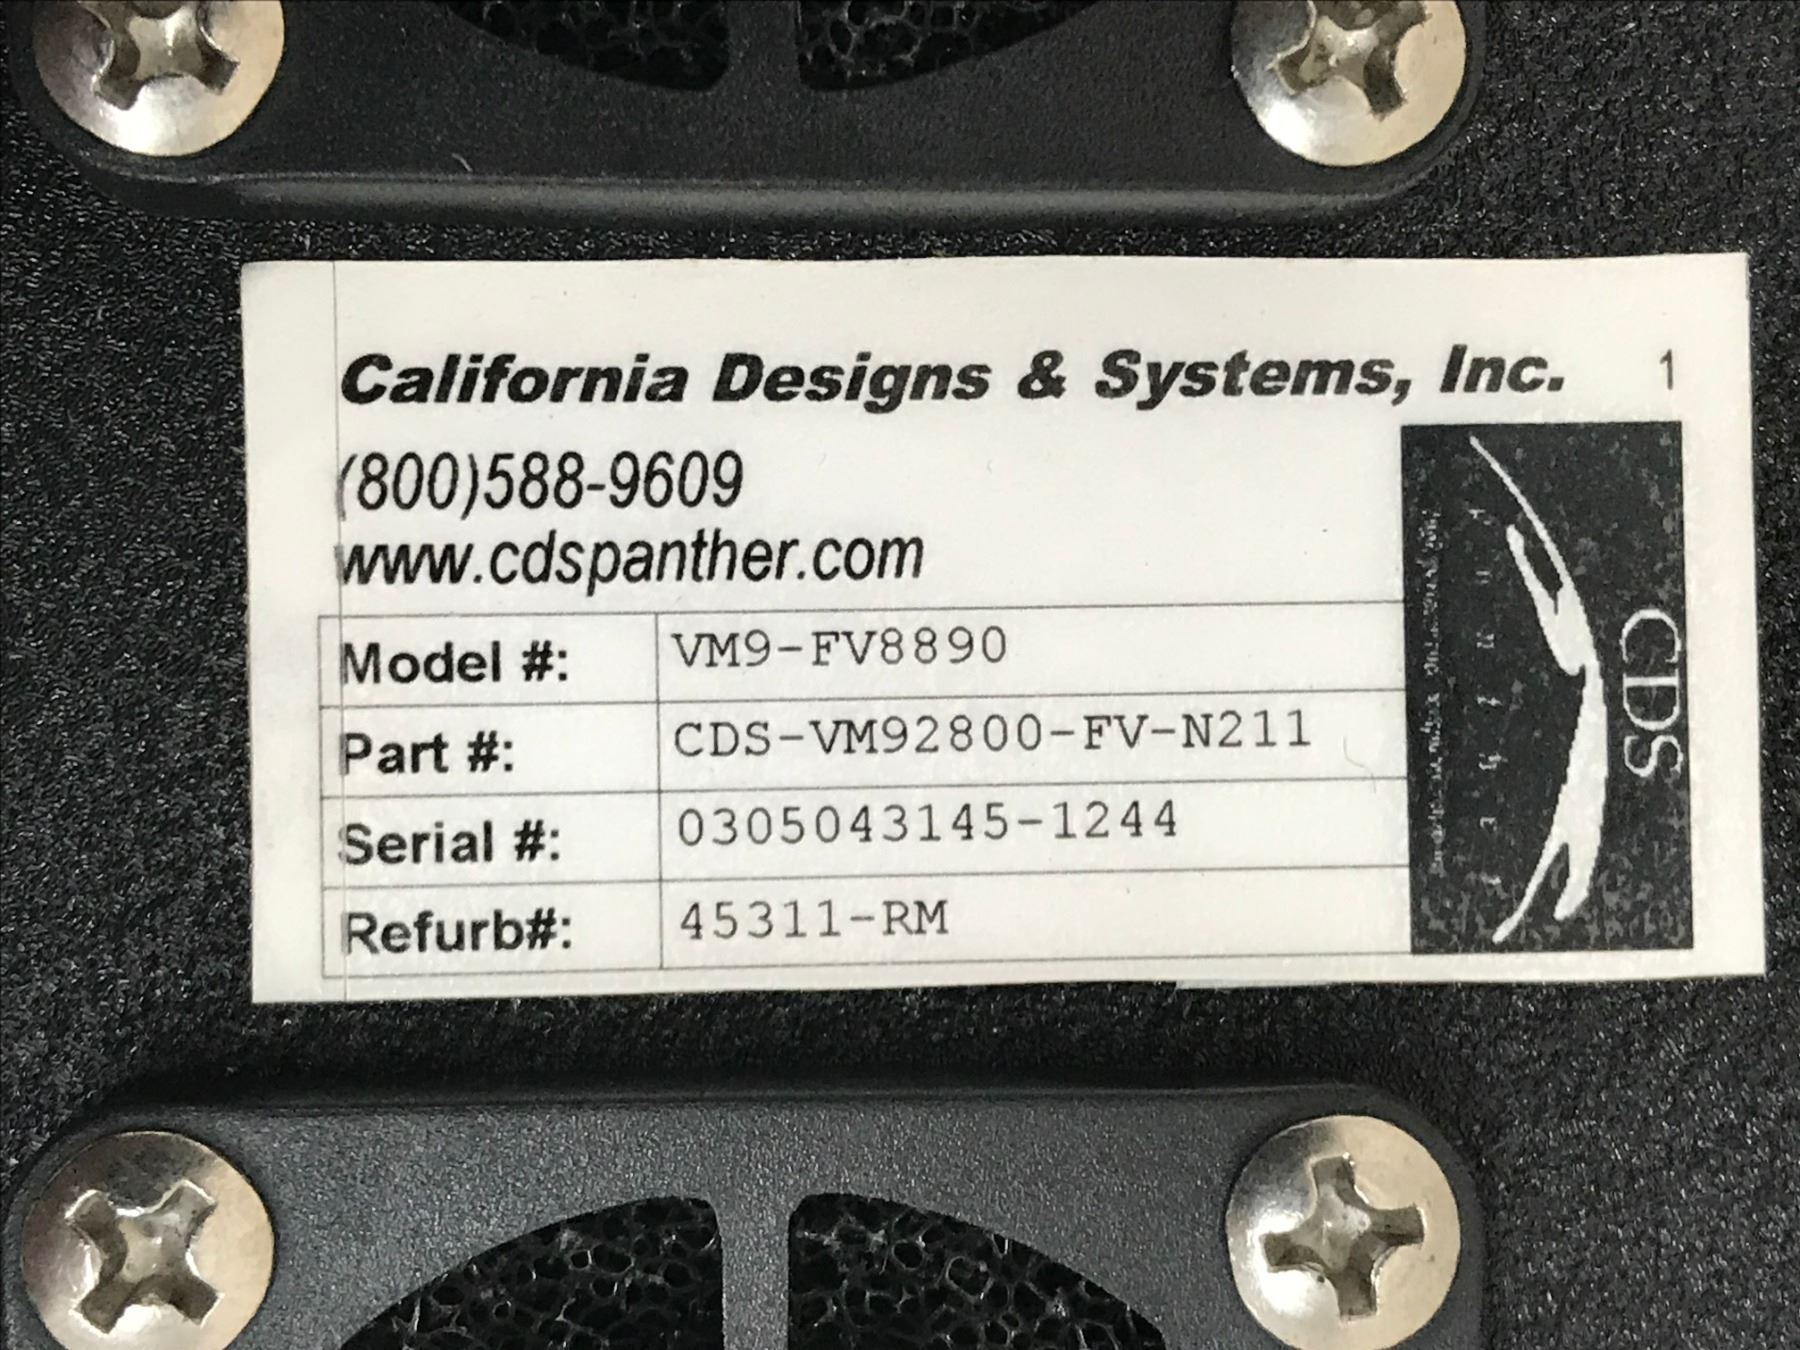 California Designs & Systems, Inc. 1
(800)588-9609
www.cdspanther.com
Model #: VM9-FV8890
Part #: CDS-VM92800-FV-N211
Serial #: 0305043145-1244
Refurb#: 45311-RM
CDS